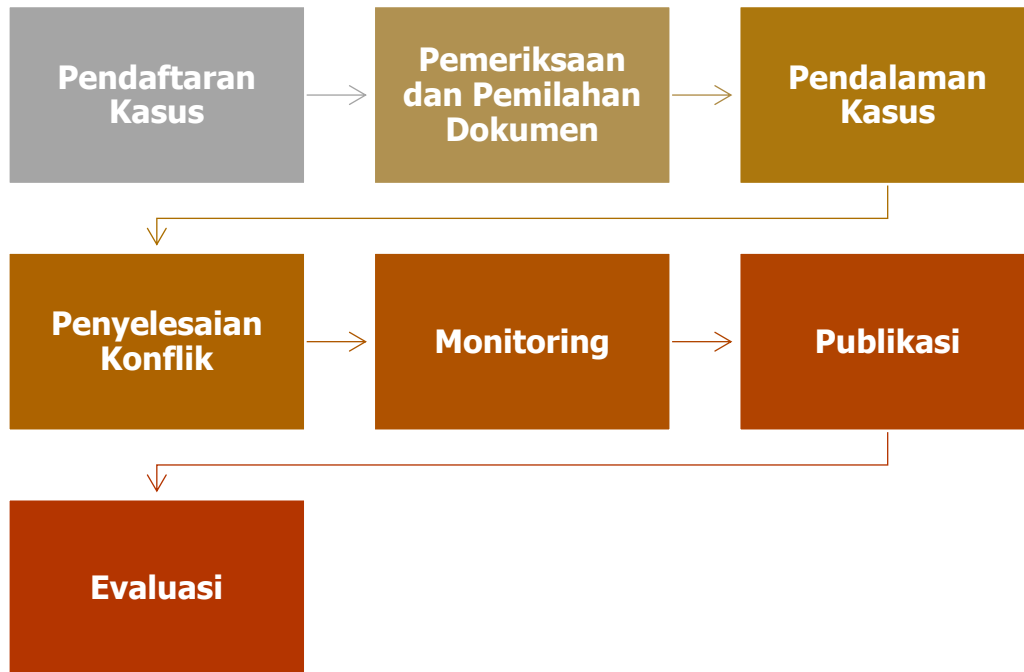 Pendaftaran
Kasus
Pemeriksaan
dan Pemilahan
Dokumen
Pendalaman
Kasus
Penyelesaian
Konflik
Monitoring
Publikasi
Evaluasi